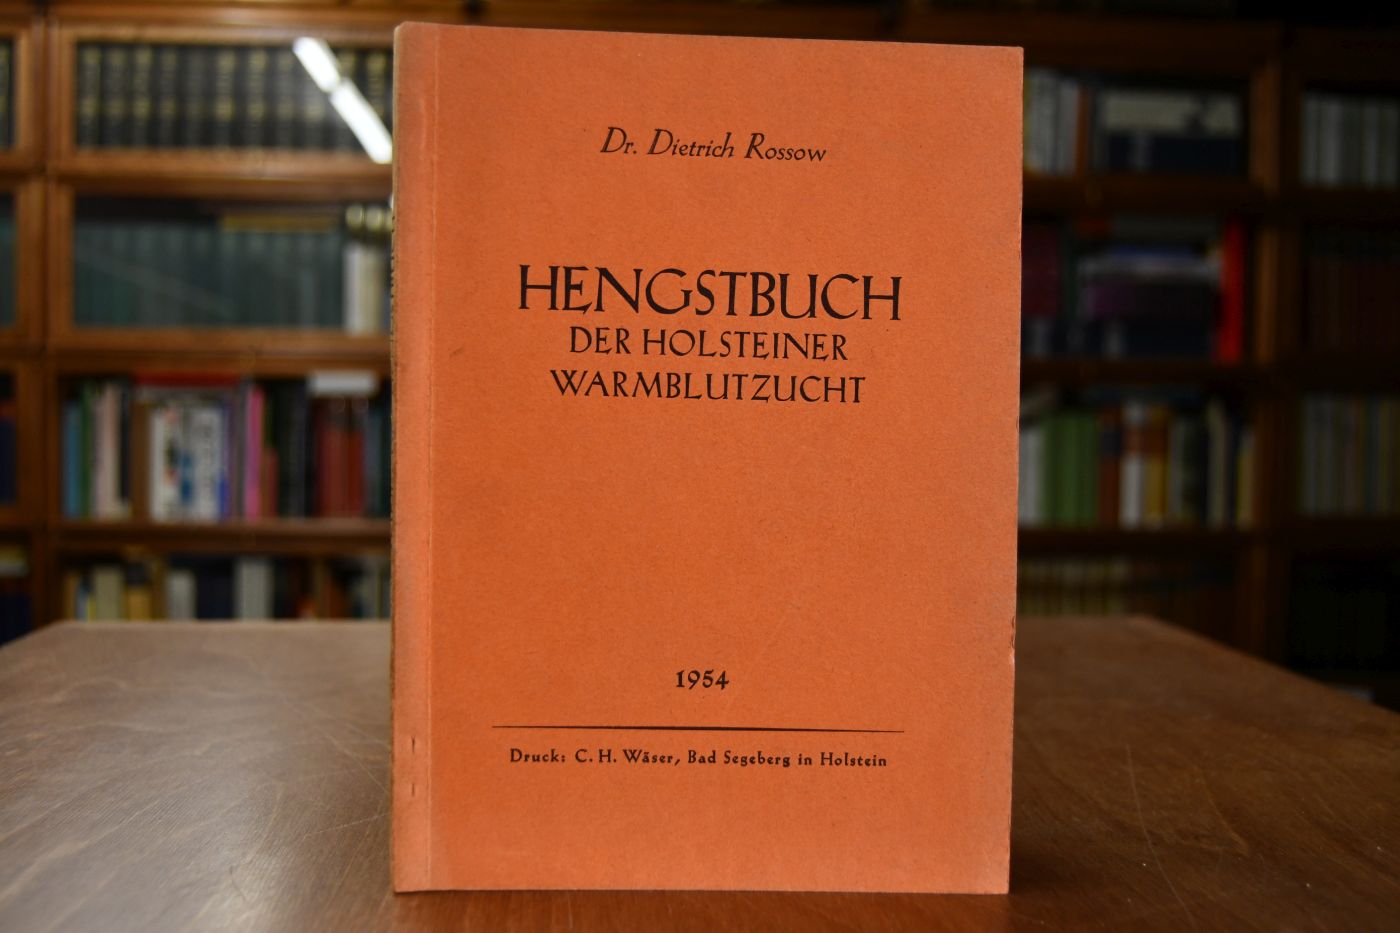 Dr. Dietrich Rossow
HENGSTBUCH
DER HOLSTEINER
WARMBLUTZUCHT
1954
Druck: C. H. Wäser, Bad Segeberg in Holstein